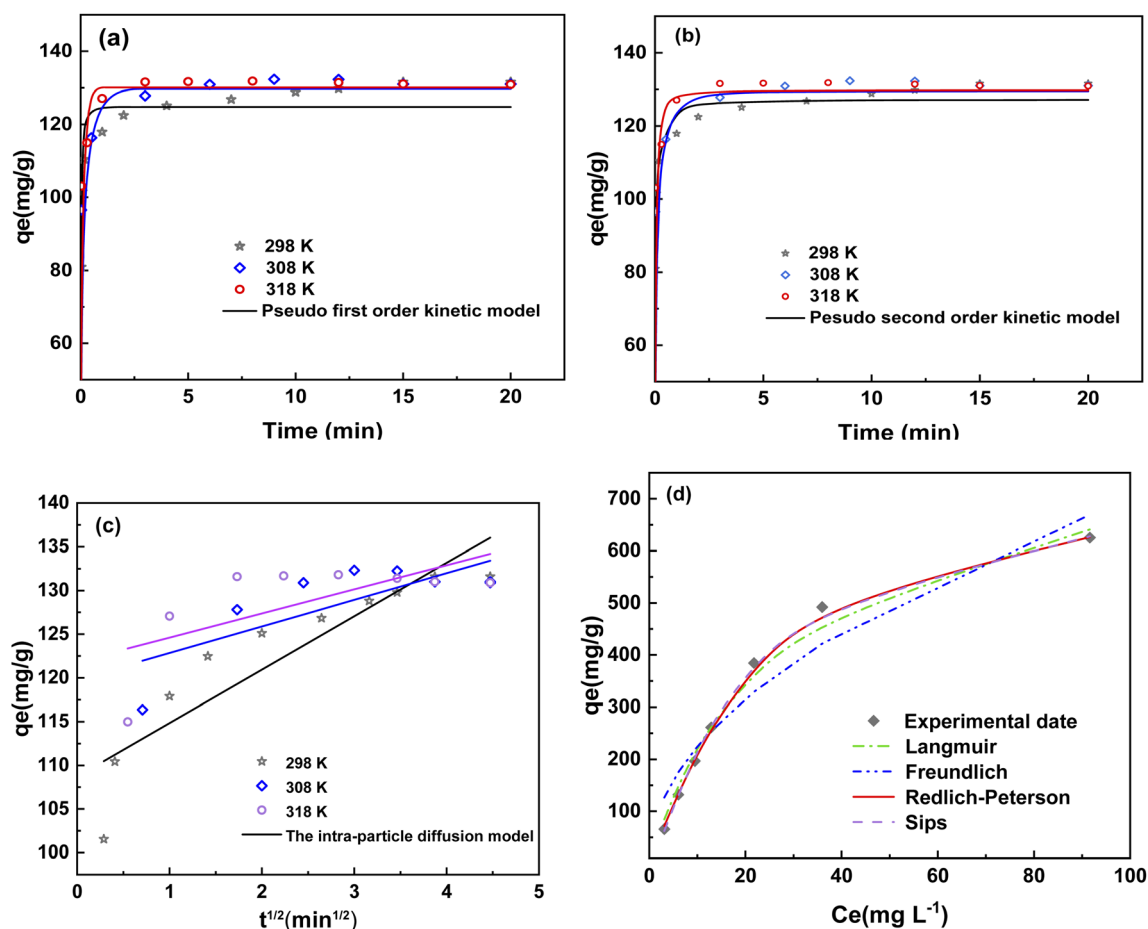 (a)
140
120
100
80
60
qe(mg/g)
298 K
308 K
318 K
Pseudo first order kinetic model
0 5 10 15 20
Time (min)
(b)
140
120
100
80
60
qe(mg/g)
298 K
308 K
318 K
Pesudo second order kinetic model
0 5 10 15 20
Time (min)
(c)
140
135
130
125
120
115
110
105
100
qe(mg/g)
298 K
308 K
318 K
The intra-particle diffusion model
0 1 2 3 4 5
t^1/2(min^1/2)
(d)
700
600
500
400
300
200
100
0
qe(mg/g)
Experimental date
Langmuir
Freundlich
Redlich-Peterson
Sips
0 20 40 60 80 100
Ce(mg L⁻¹)